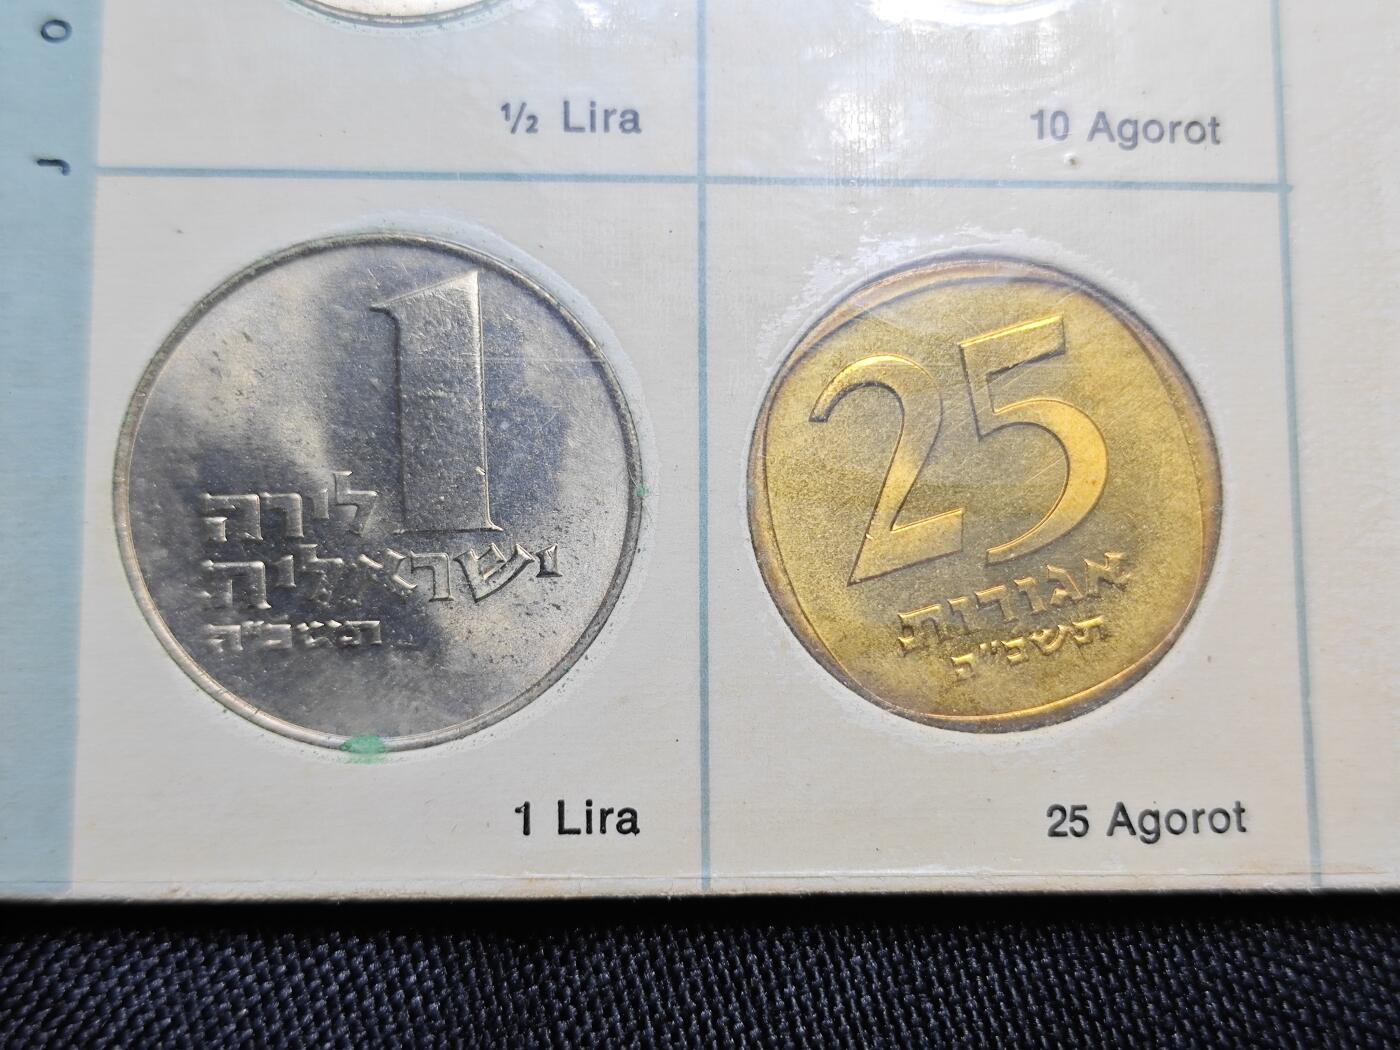 ½ Lira
10 Agorot
1
לירה
ישראלית
תשכ"ה
1 Lira
25
אגורות
תשכ"ה
25 Agorot